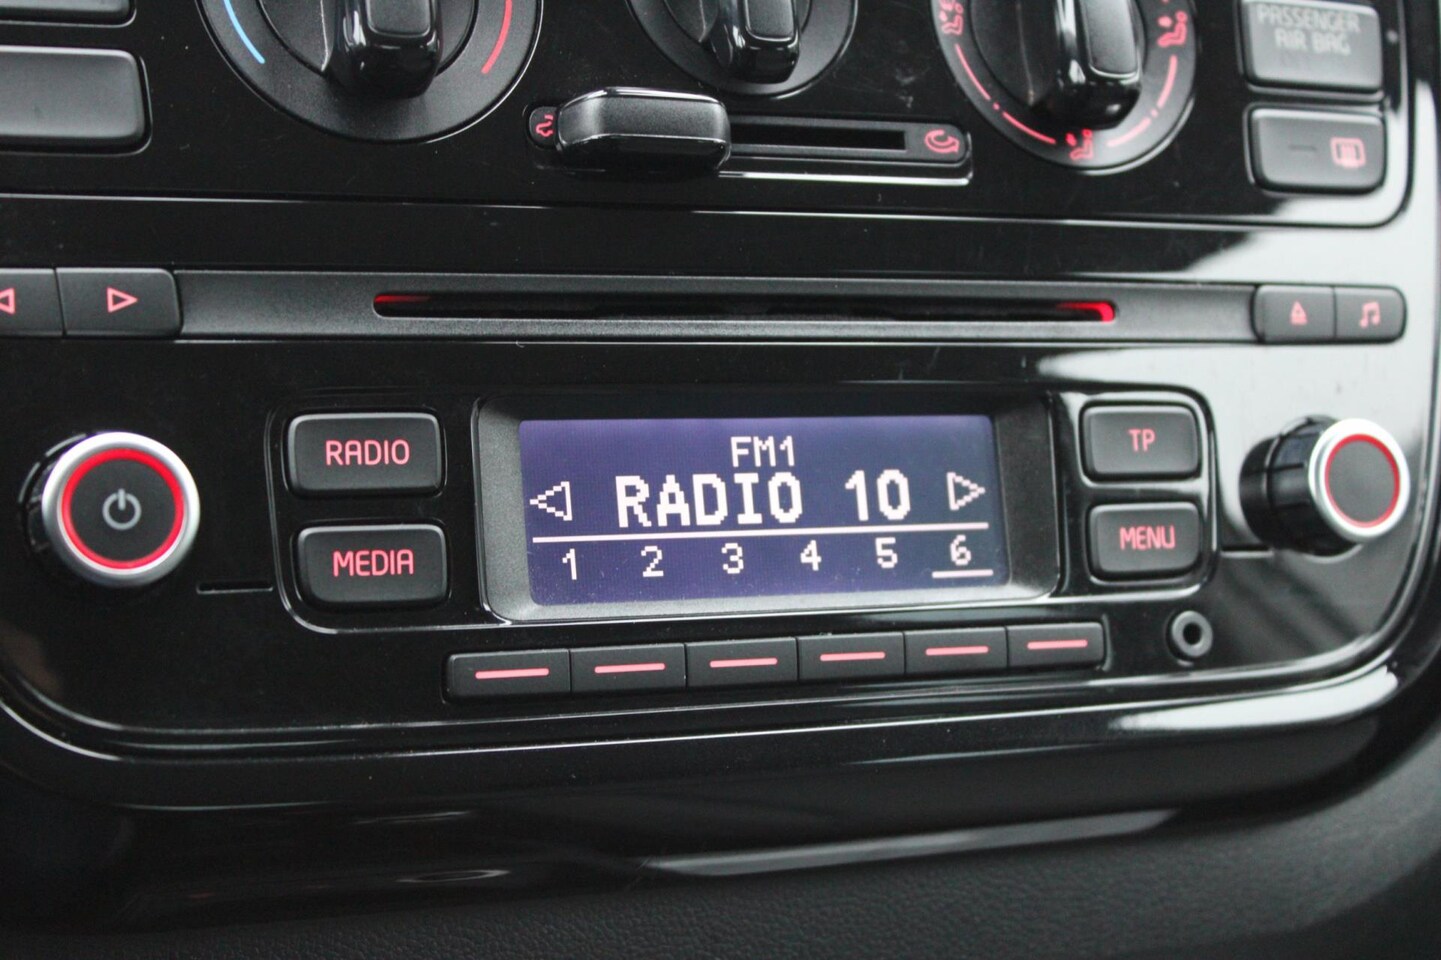 PASSENGER
AIR BAG
RADIO
MEDIA
FM1
RADIO 10
1 2 3 4 5 6
TP
MENU